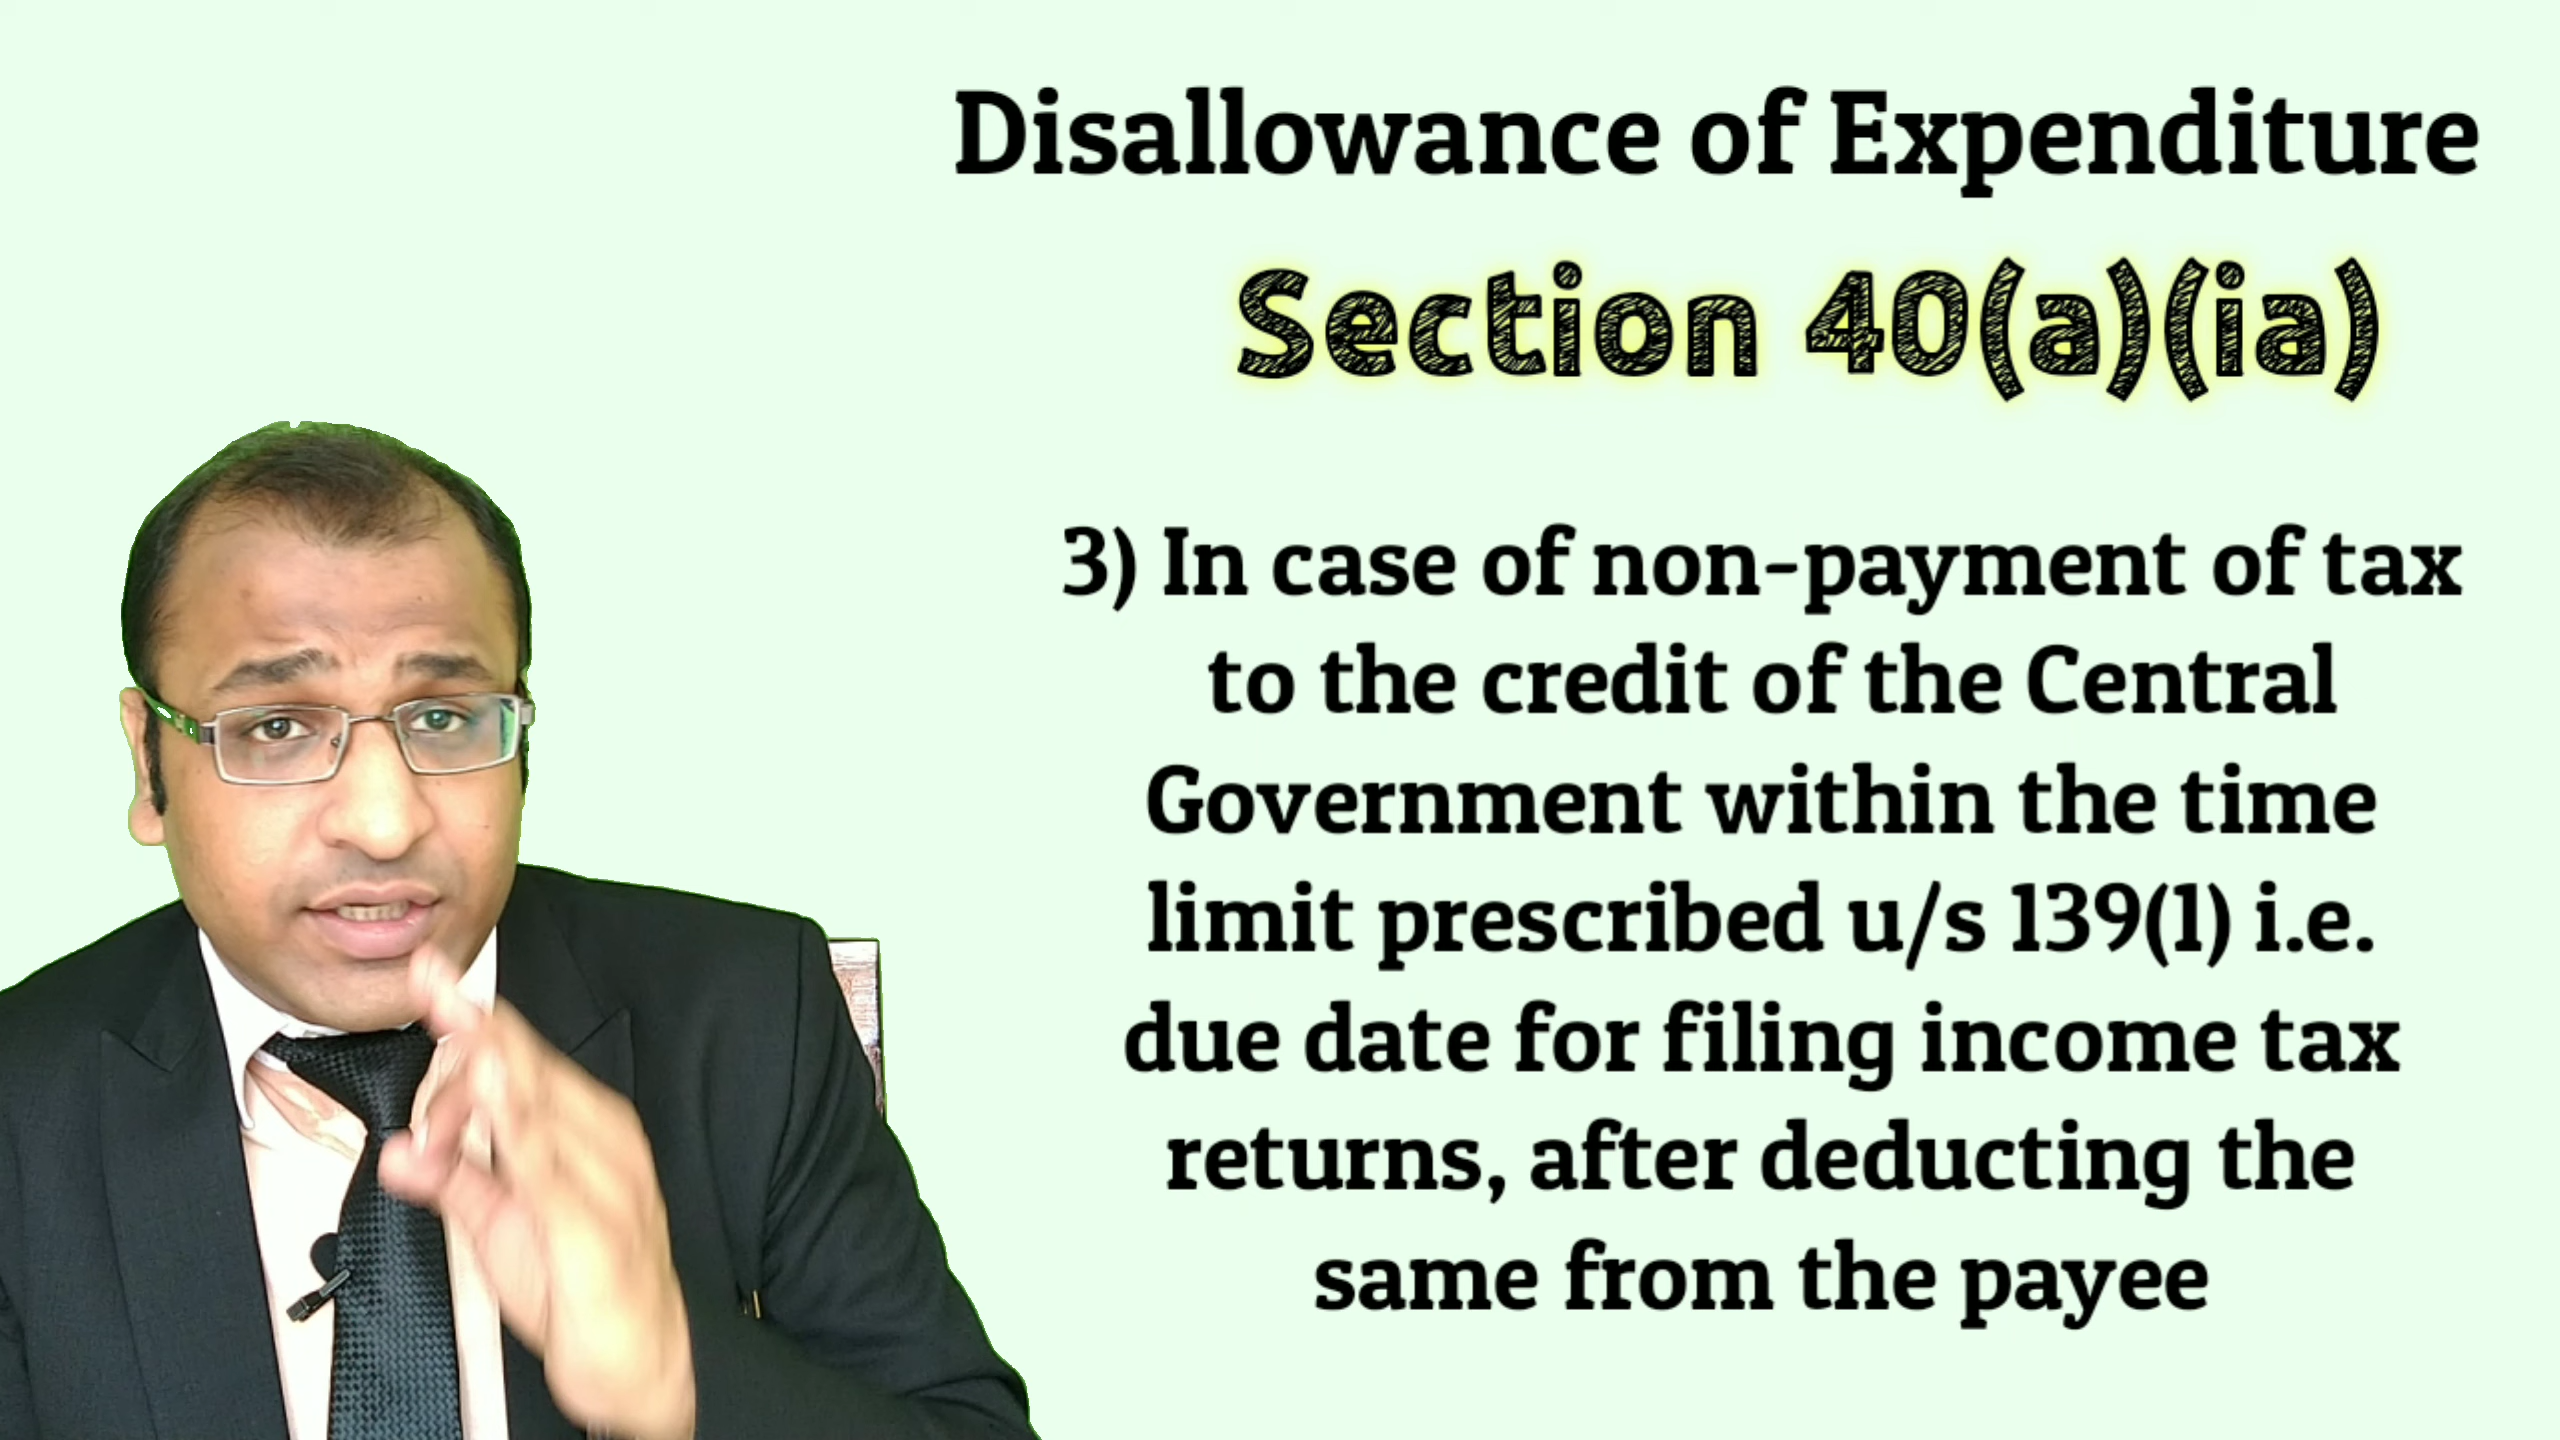 Disallowance of Expenditure
Section 40(a)(ia)
3) In case of non-payment of tax
to the credit of the Central
Government within the time
limit prescribed u/s 139(1) i.e.
due date for filing income tax
returns, after deducting the
same from the payee